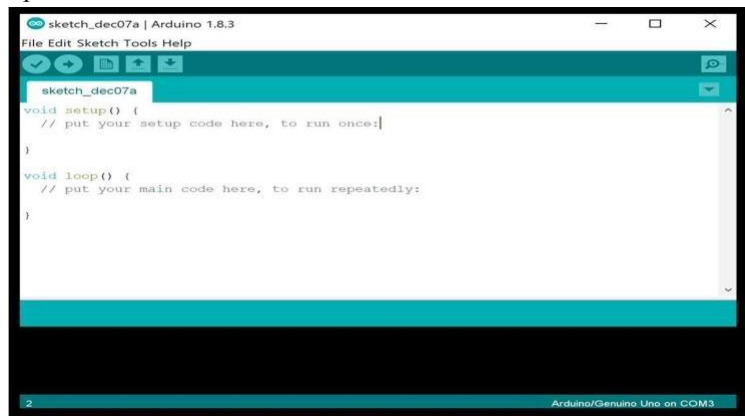 sketch_dec07a | Arduino 1.8.3
File Edit Sketch Tools Help
sketch_dec07a
void setup() {
  // put your setup code here, to run once:
}
void loop() {
  // put your main code here, to run repeatedly:
}
2
Arduino/Genuino Uno on COM3